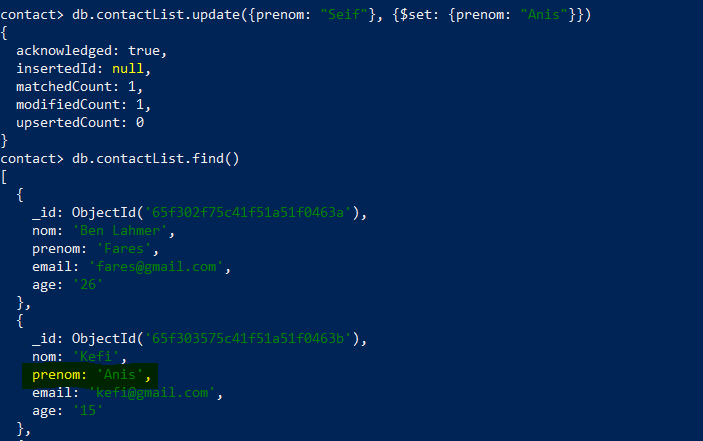 contact> db.contactList.update({prenom: "Seif"}, {$set: {prenom: "Anis"}})
{
  acknowledged: true,
  insertedId: null,
  matchedCount: 1,
  modifiedCount: 1,
  upsertedCount: 0
}
contact> db.contactList.find()
[
  {
    _id: ObjectId('65f302f75c41f51a51f0463a'),
    nom: 'Ben Lahmer',
    prenom: 'Fares',
    email: 'fares@gmail.com',
    age: '26'
  },
  {
    _id: ObjectId('65f303575c41f51a51f0463b'),
    nom: 'Kefi',
    prenom: 'Anis',
    email: 'kefi@gmail.com',
    age: '15'
  },